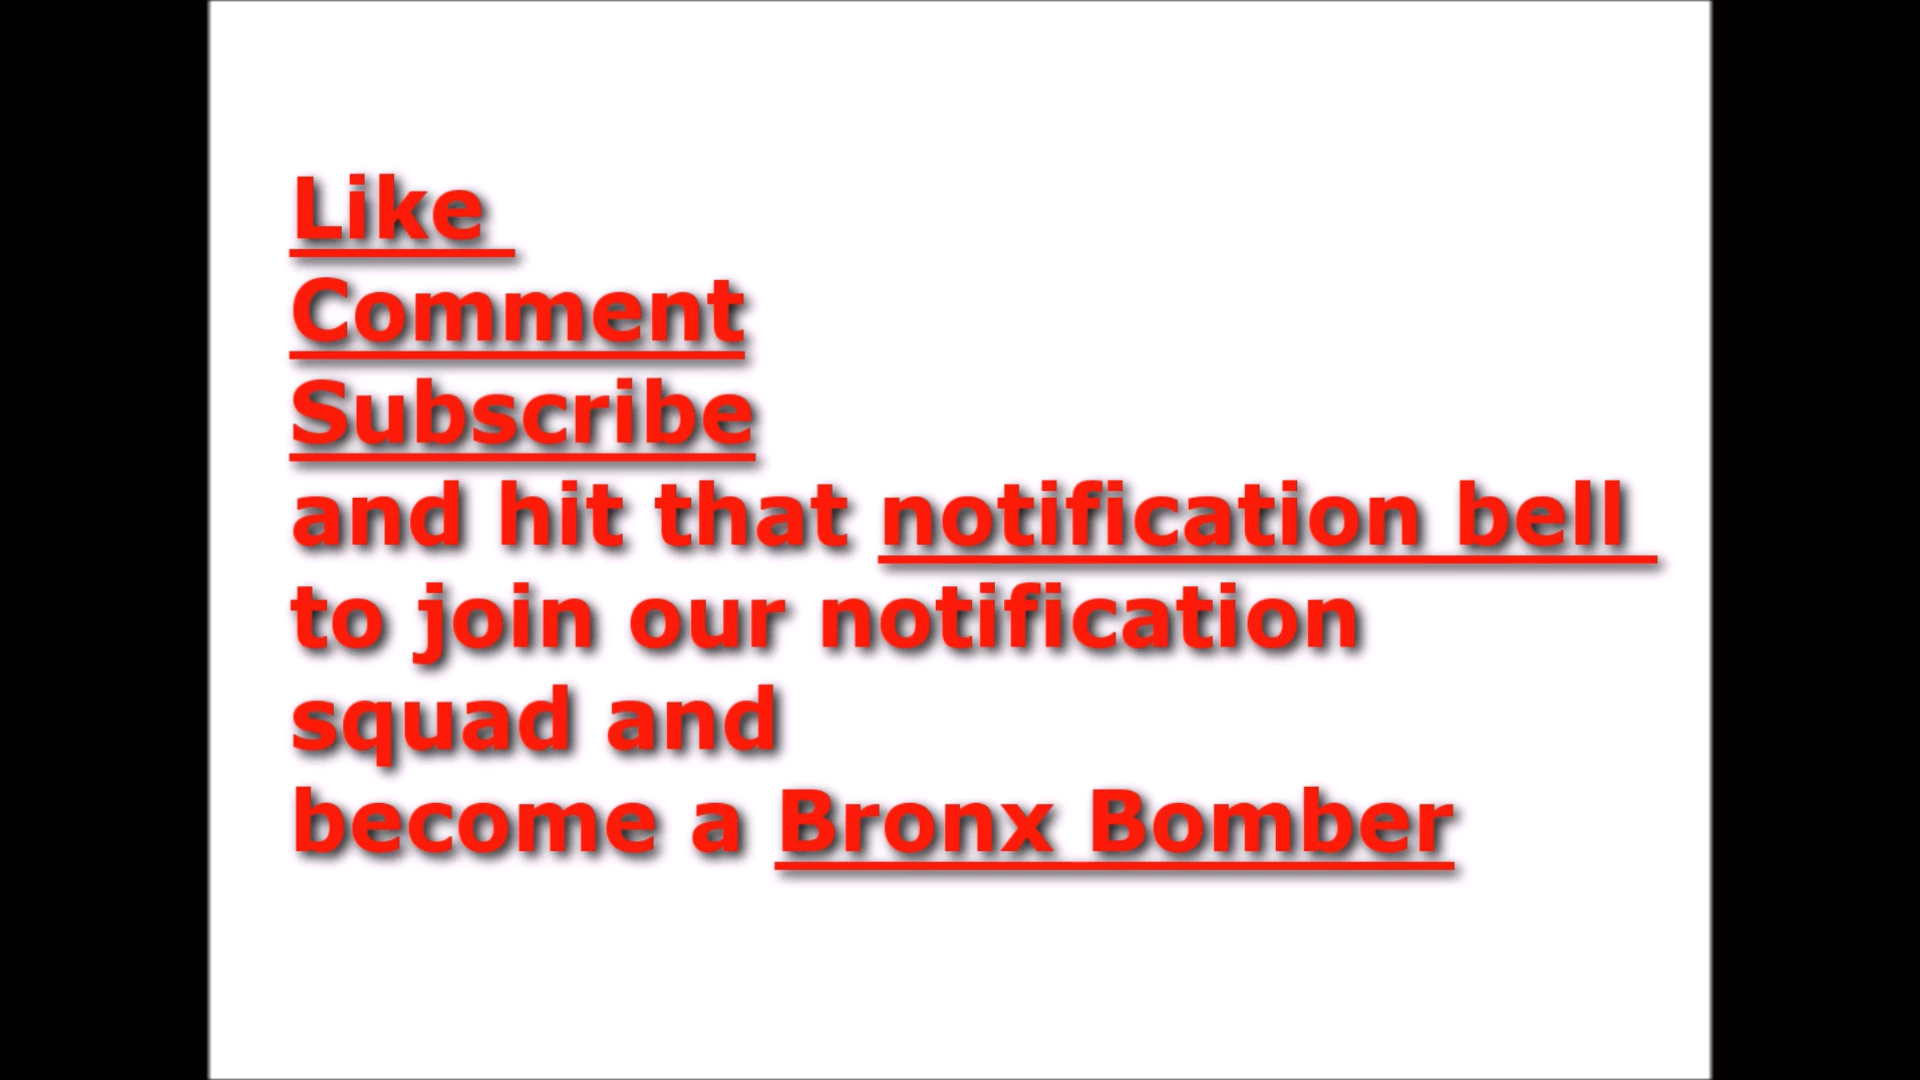 Like
Comment
Subscribe
and hit that notification bell
to join our notification
squad and
become a Bronx Bomber